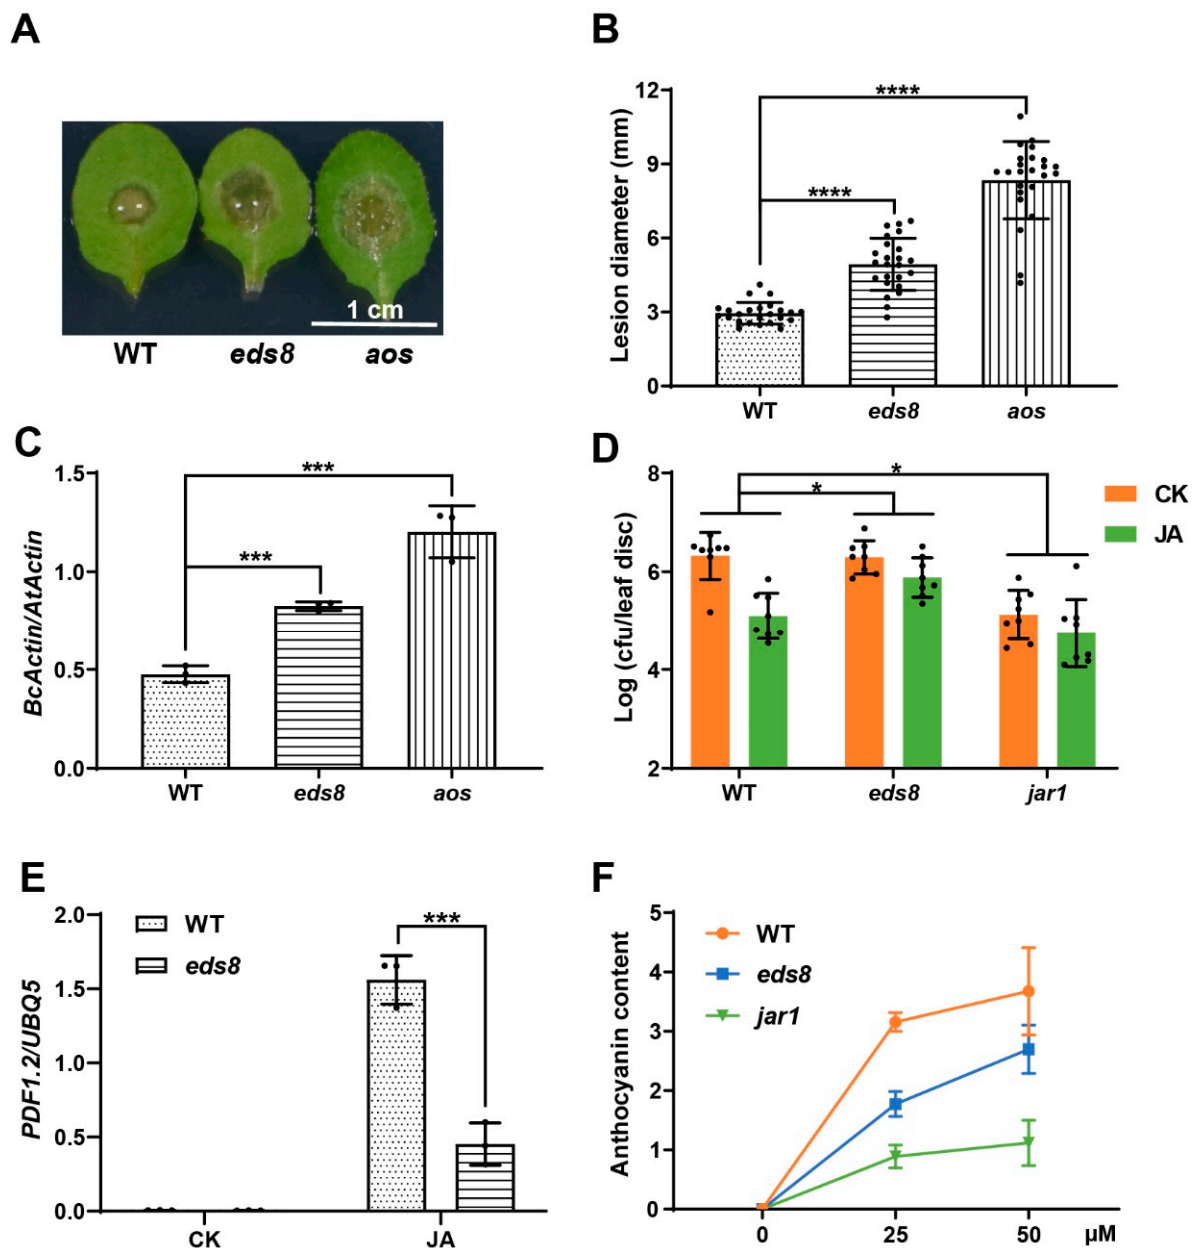 A
1 cm
WT eds8 aos
B
Lesion diameter (mm)
12
9
6
3
0
****
****
WT eds8 aos
C
BcActin/AtActin
1.5
1.0
0.5
0.0
***
***
WT eds8 aos
D
Log (cfu/leaf disc)
8
6
4
2
*
*
CK
JA
WT eds8 jar1
E
PDF1.2/UBQ5
2.0
1.5
1.0
0.5
0.0
WT
eds8
***
CK JA
F
Anthocyanin content
5
4
3
2
1
0
WT
eds8
jar1
0 25 50 μM